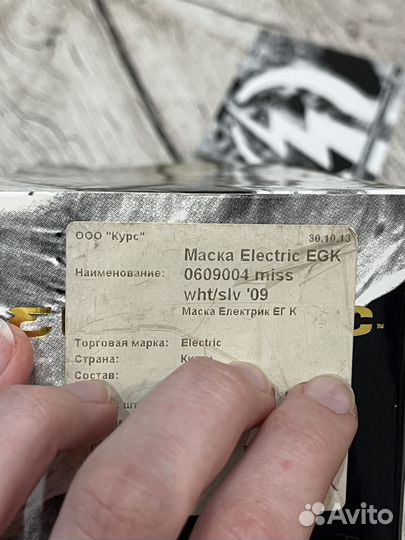 ООО "Курс" 30.10.13
Маска Electric EGK
Наименование: 0609004 miss
wht/slv '09
Маска Електрик ЕГ К
Торговая марка: Electric
Страна:
Состав:
Avito